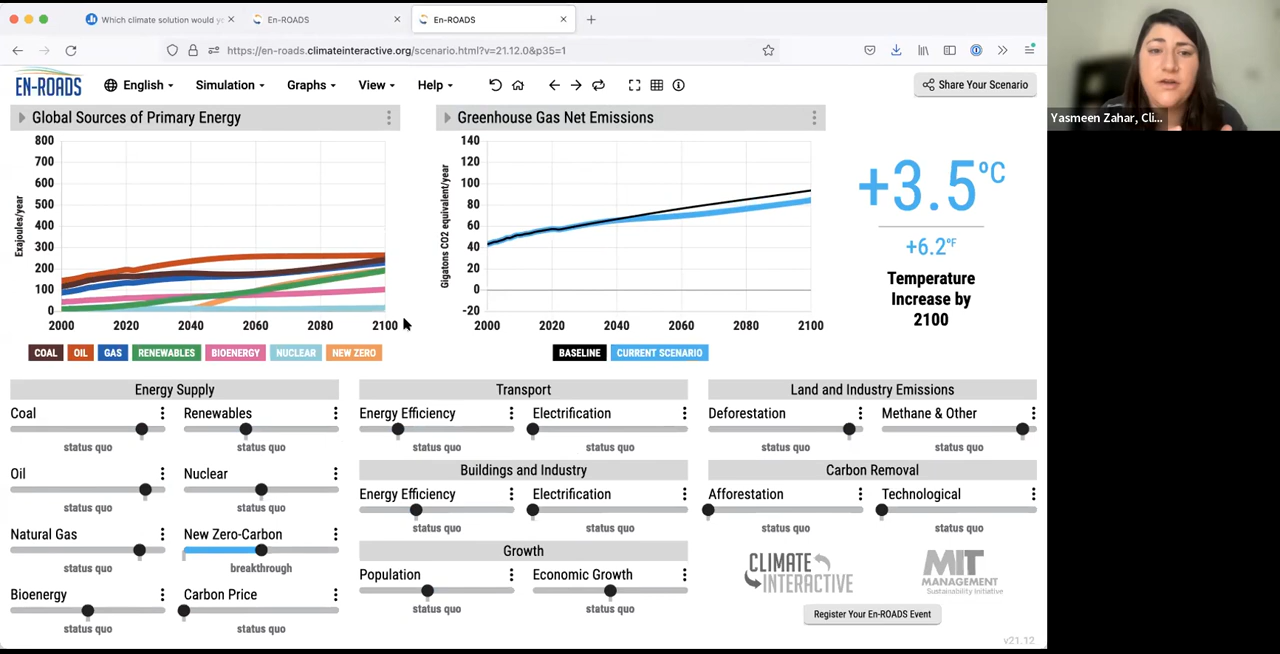 Which climate solution would yo
En-ROADS
En-ROADS
https://en-roads.climateinteractive.org/scenario.html?v=21.12.0&p35=1
EN-ROADS
English
Simulation
Graphs
View
Help
Share Your Scenario
Yasmeen Zahar, Cli...
Global Sources of Primary Energy
Exajoules/year
800
700
600
500
400
300
200
100
0
2000 2020 2040 2060 2080 2100
COAL OIL GAS RENEWABLES BIOENERGY NUCLEAR NEW ZERO
Greenhouse Gas Net Emissions
Gigatons CO2 equivalent/year
140
120
100
80
60
40
20
0
-20
2000 2020 2040 2060 2080 2100
BASELINE CURRENT SCENARIO
+3.5°C
+6.2°F
Temperature
Increase by
2100
Energy Supply
Coal
status quo
Renewables
status quo
Oil
status quo
Nuclear
status quo
Natural Gas
status quo
New Zero-Carbon
breakthrough
Bioenergy
status quo
Carbon Price
status quo
Transport
Energy Efficiency
status quo
Electrification
status quo
Buildings and Industry
Energy Efficiency
status quo
Electrification
status quo
Growth
Population
status quo
Economic Growth
status quo
Land and Industry Emissions
Deforestation
status quo
Methane & Other
status quo
Carbon Removal
Afforestation
status quo
Technological
status quo
CLIMATE
INTERACTIVE
MIT
MANAGEMENT
Sustainability Initiative
Register Your En-ROADS Event
v21.12